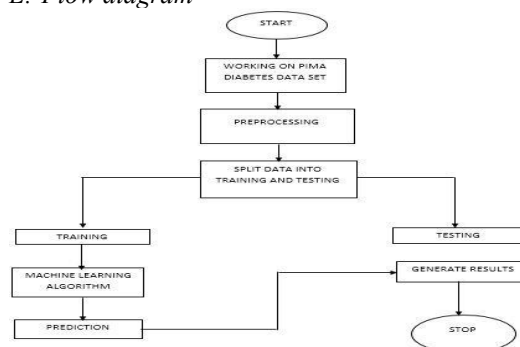 E. Flow diagram
START
WORKING ON PIMA
DIABETES DATA SET
PREPROCESSING
SPLIT DATA INTO
TRAINING AND TESTING
TRAINING
TESTING
MACHINE LEARNING
ALGORITHM
GENERATE RESULTS
PREDICTION
STOP